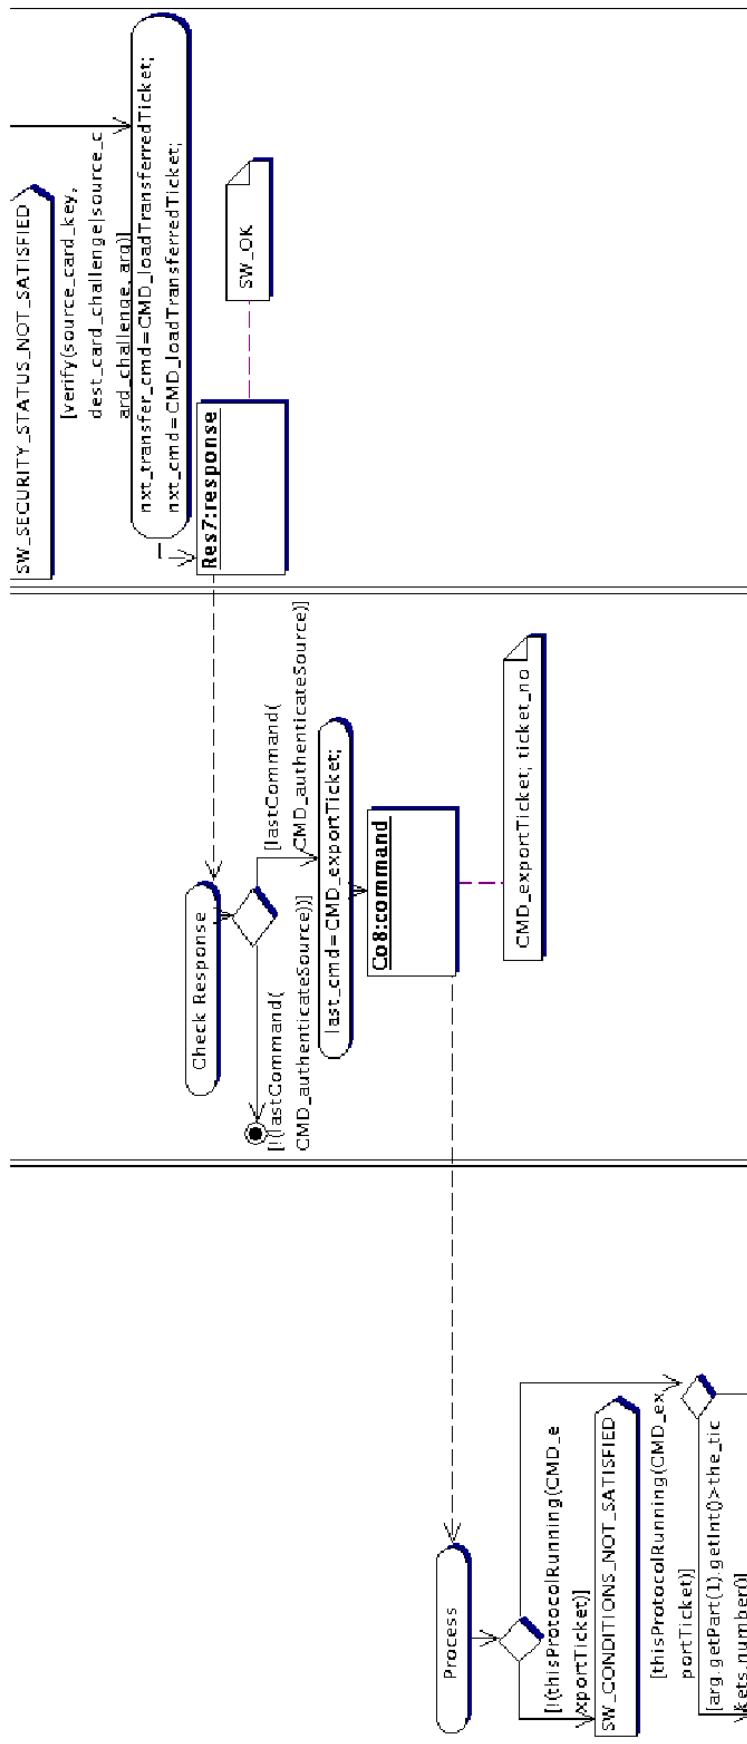 SW_SECURITY_STATUS_NOT_SATISFIED
[verify(source_card_key,
dest_card_challenge|source_c
ard_challenge, arg)]
nxt_transfer_cmd=CMD_loadTransferredTicket;
nxt_cmd=CMD_loadTransferredTicket;
Res7:response
SW_OK
Check Response
[!(lastCommand(
CMD_authenticateSource))]
[lastCommand(
CMD_authenticateSource)]
last_cmd=CMD_exportTicket;
Co8:command
CMD_exportTicket; ticket_no
Process
[!(thisProtocolRunning(CMD_e
xportTicket)]
SW_CONDITIONS_NOT_SATISFIED
[thisProtocolRunning(CMD_ex
portTicket)]
[arg.getPart(1).getInt()>the_tic
kets.number()]